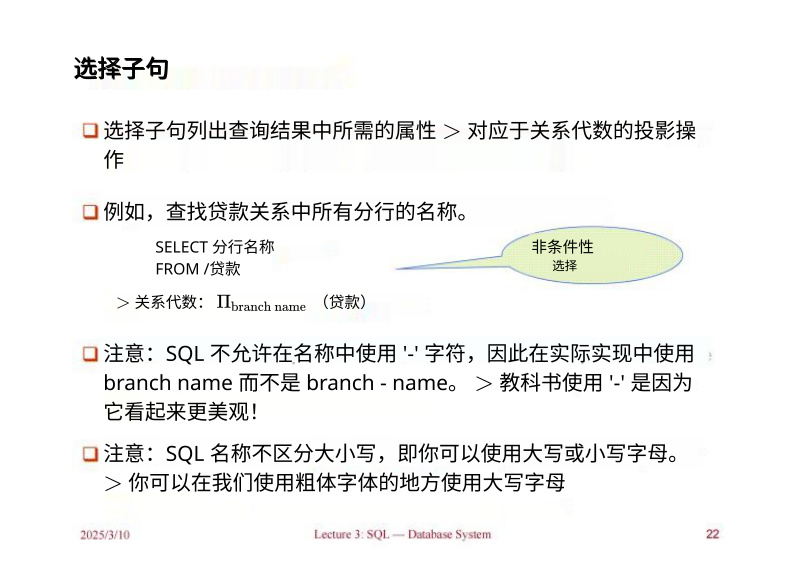 选择子句
选择子句列出查询结果中所需的属性 > 对应于关系代数的投影操
作
例如，查找贷款关系中所有分行的名称。
SELECT 分行名称
FROM /贷款
非条件性
选择
> 关系代数： Π branch name （贷款）
注意：SQL 不允许在名称中使用 '-' 字符，因此在实际实现中使用
branch name 而不是 branch - name。 > 教科书使用 '-' 是因为
它看起来更美观！
注意：SQL 名称不区分大小写，即你可以使用大写或小写字母。
> 你可以在我们使用粗体字体的地方使用大写字母
2025/3/10
Lecture 3: SQL — Database System
22